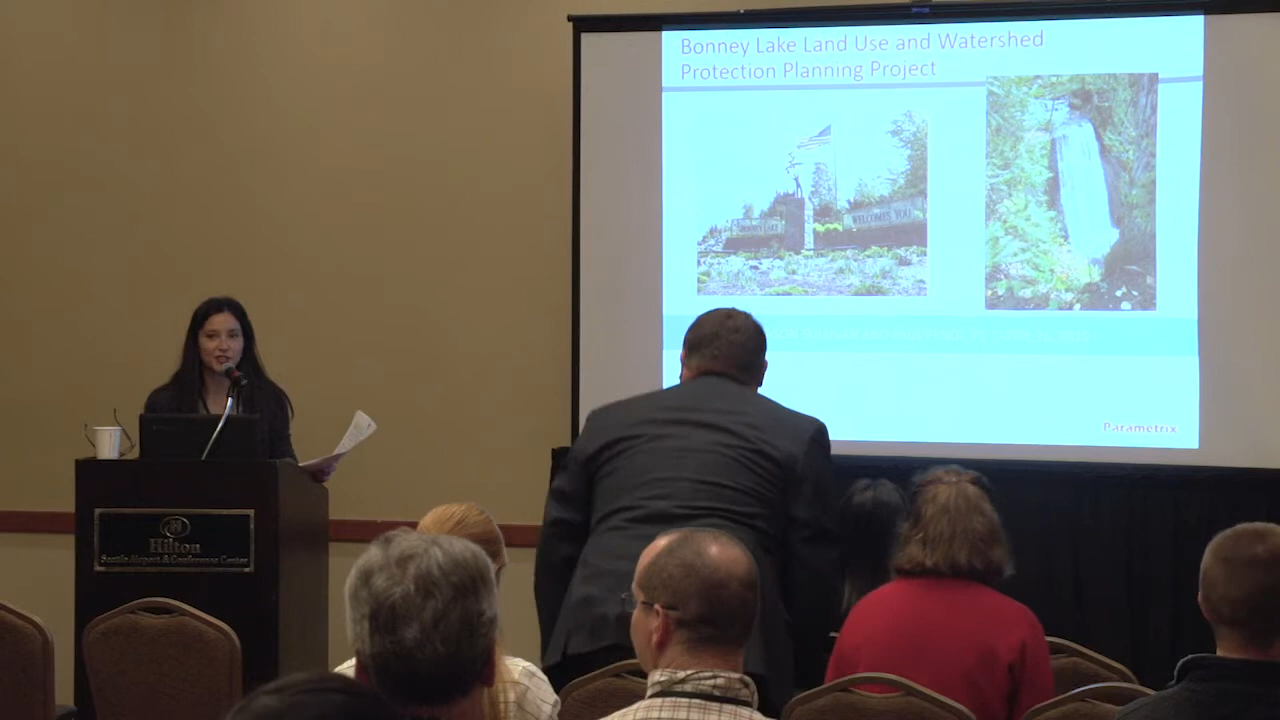 Bonney Lake Land Use and Watershed
Protection Planning Project
BONNEY LAKE
WELCOMES YOU
Parametrix
Hilton
Seattle Airport & Conference Center